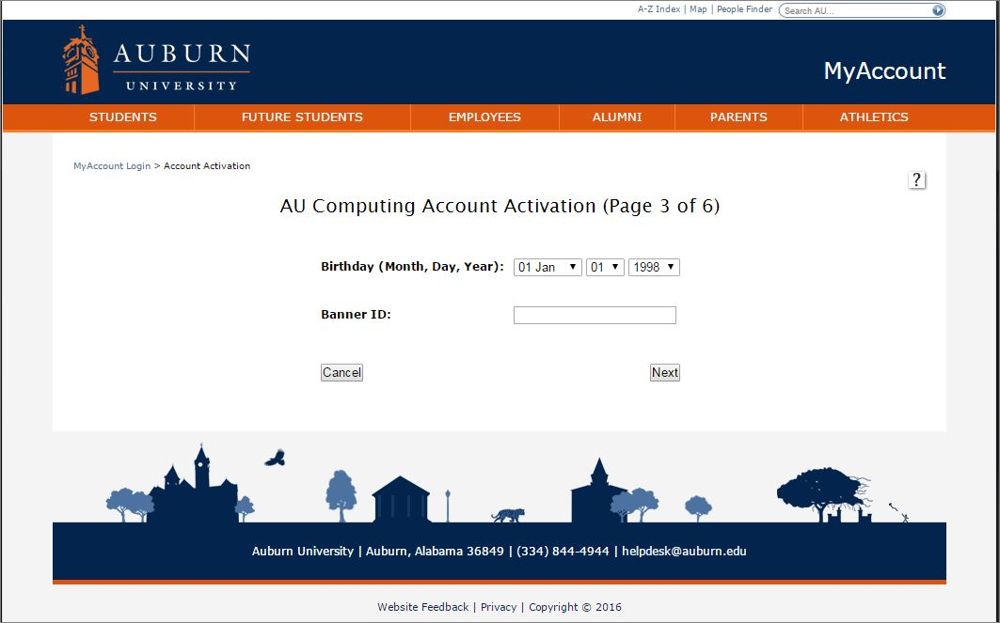 A-Z Index | Map | People Finder
Search AU...
AUBURN
UNIVERSITY
MyAccount
STUDENTS
FUTURE STUDENTS
EMPLOYEES
ALUMNI
PARENTS
ATHLETICS
MyAccount Login > Account Activation
?
AU Computing Account Activation (Page 3 of 6)
Birthday (Month, Day, Year): 01 Jan 01 1998
Banner ID:
Cancel Next
Auburn University | Auburn, Alabama 36849 | (334) 844-4944 | helpdesk@auburn.edu
Website Feedback | Privacy | Copyright © 2016